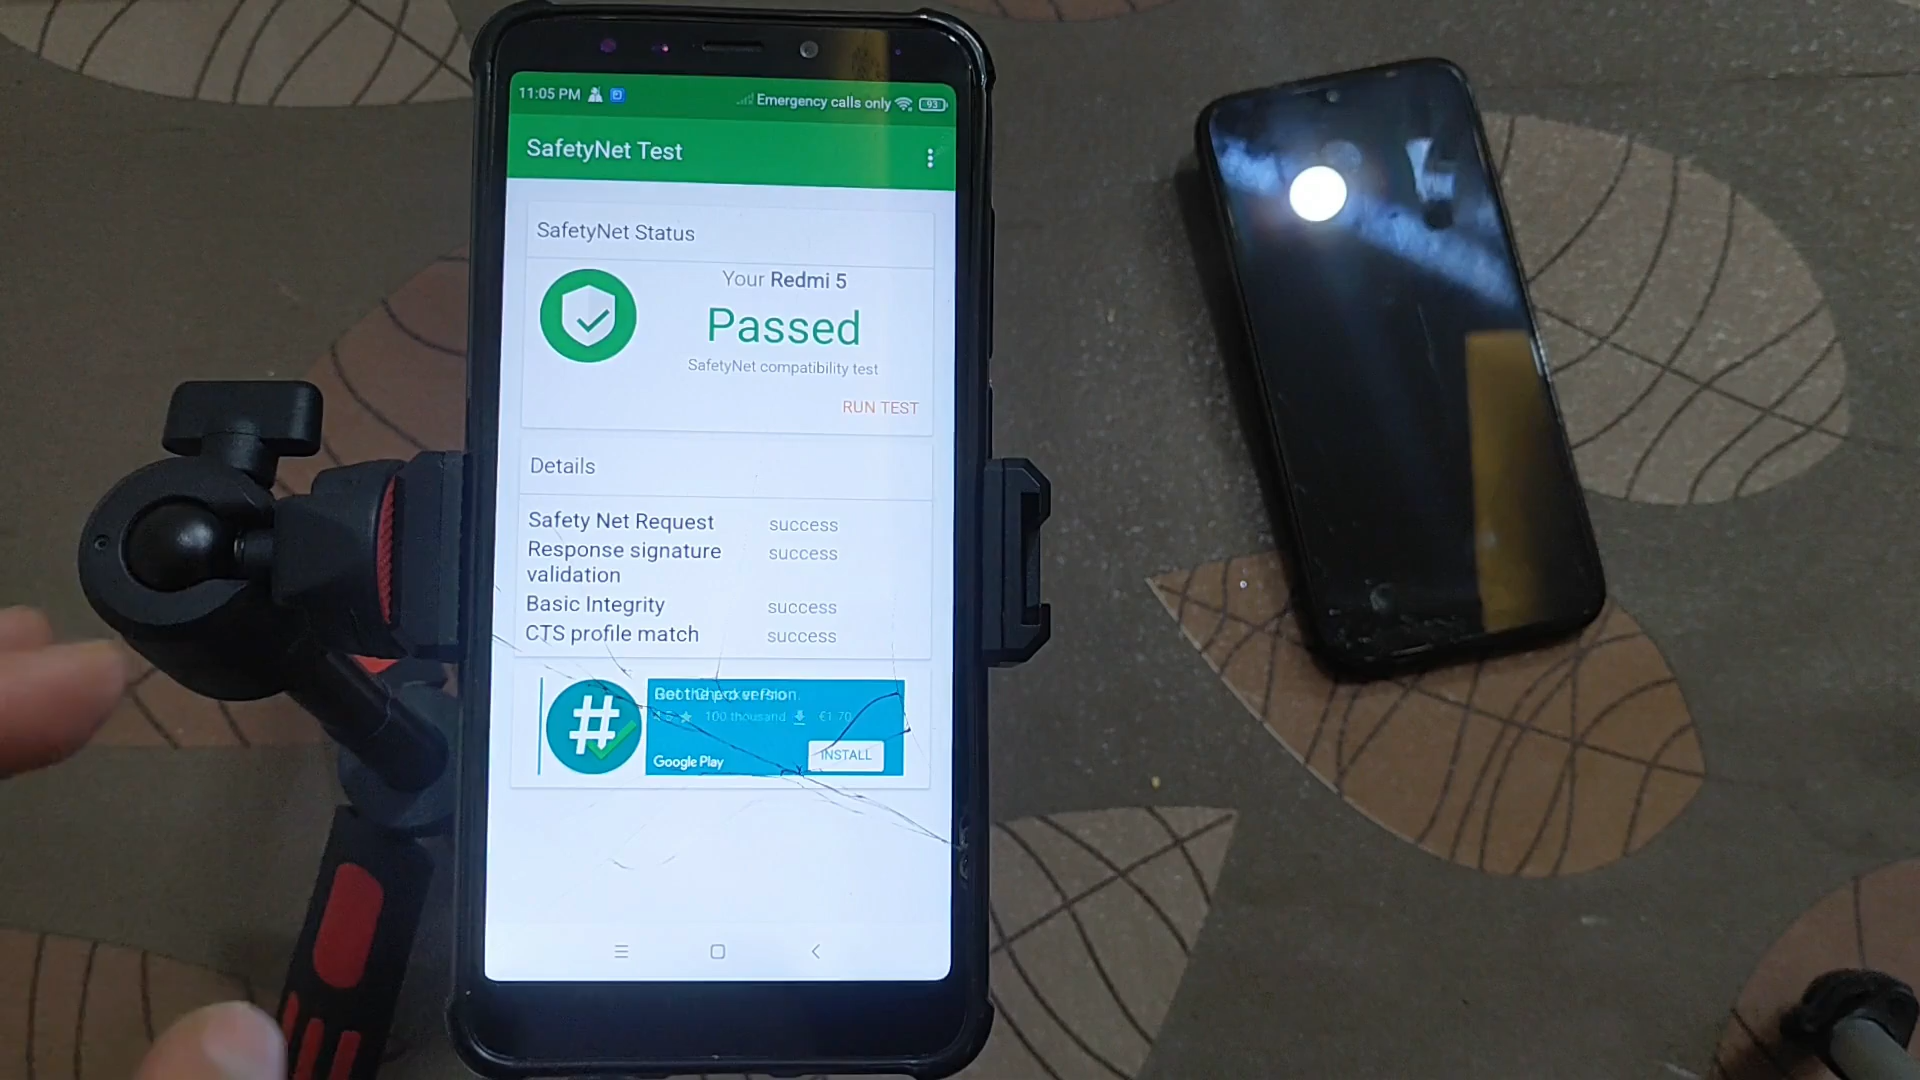 11:05 PM
Emergency calls only
93
SafetyNet Test
SafetyNet Status
Your Redmi 5
Passed
SafetyNet compatibility test
RUN TEST
Details
Safety Net Request success
Response signature validation success
Basic Integrity success
CTS profile match success
100 thousand €1.70
Google Play
INSTALL